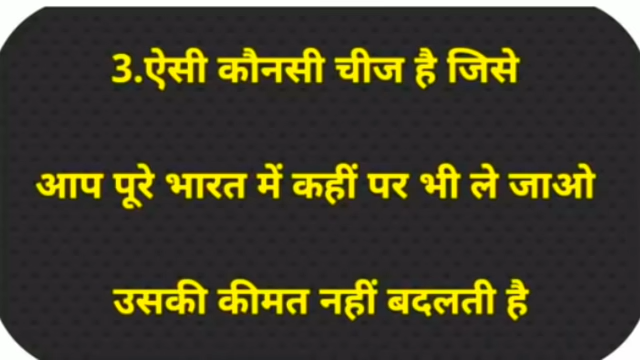 3.ऐसी कौनसी चीज है जिसे
आप पूरे भारत में कहीं पर भी ले जाओ
उसकी कीमत नहीं बदलती है